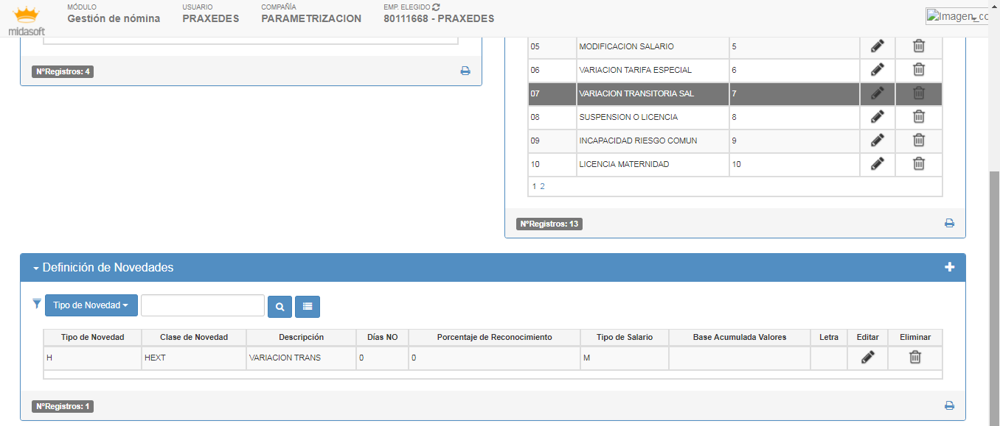 midasoft
MÓDULO
Gestión de nómina
USUARIO
PRAXEDES
COMPAÑÍA
PARAMETRIZACION
EMP. ELEGIDO
80111668 - PRAXEDES
Imagen_co
NºRegistros: 4
05 MODIFICACION SALARIO 5
06 VARIACION TARIFA ESPECIAL 6
07 VARIACION TRANSITORIA SAL 7
08 SUSPENSION O LICENCIA 8
09 INCAPACIDAD RIESGO COMUN 9
10 LICENCIA MATERNIDAD 10
1 2
NºRegistros: 13
Definición de Novedades
Tipo de Novedad
Tipo de Novedad Clase de Novedad Descripción Días NO Porcentaje de Reconocimiento Tipo de Salario Base Acumulada Valores Letra Editar Eliminar
H HEXT VARIACION TRANS 0 0 M
NºRegistros: 1